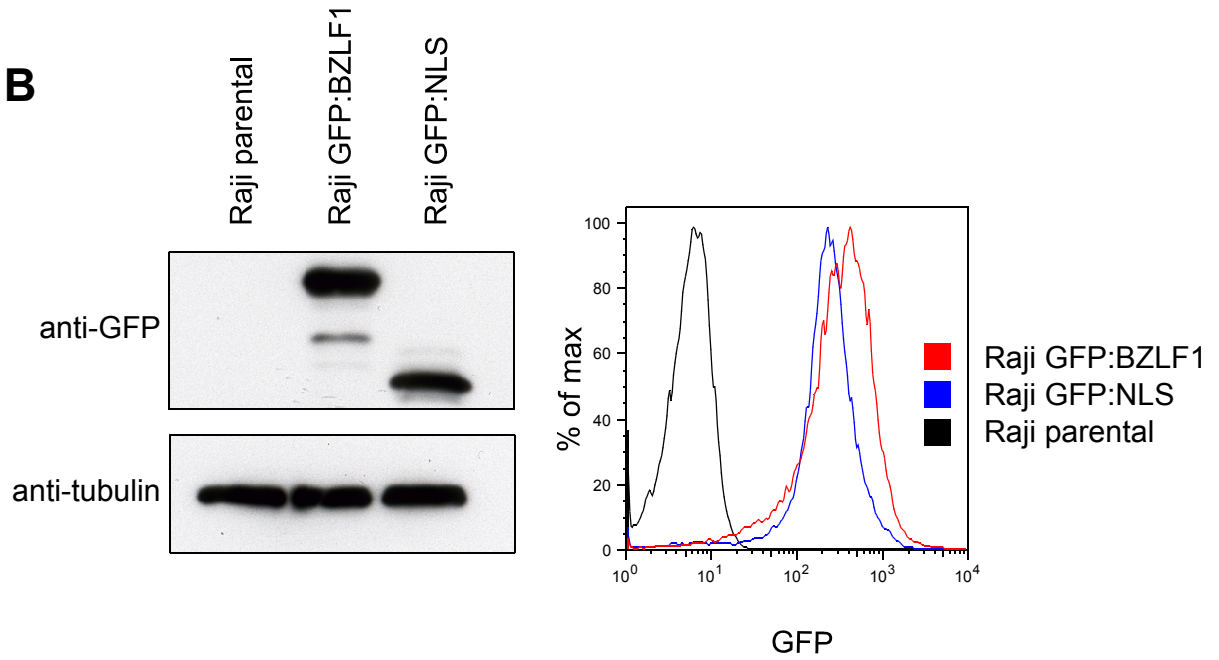 B
Raji parental
Raji GFP:BZLF1
Raji GFP:NLS
anti-GFP
anti-tubulin
% of max
100
80
60
40
20
0
10^0
10^1
10^2
10^3
10^4
GFP
Raji GFP:BZLF1
Raji GFP:NLS
Raji parental